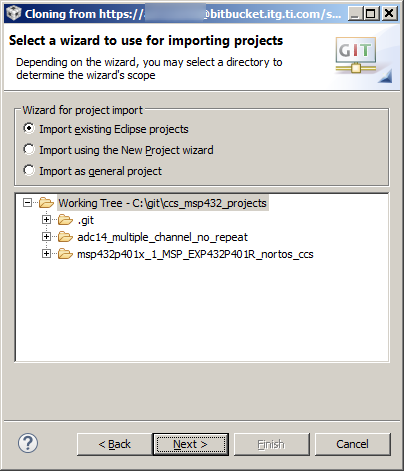 Cloning from https://a @bitbucket.itg.ti.com/s...
Select a wizard to use for importing projects
Depending on the wizard, you may select a directory to
determine the wizard's scope
GIT
Wizard for project import
Import existing Eclipse projects
Import using the New Project wizard
Import as general project
Working Tree - C:\git\ccs_msp432_projects
.git
adc14_multiple_channel_no_repeat
msp432p401x_1_MSP_EXP432P401R_nortos_ccs
?
< Back
Next >
Finish
Cancel